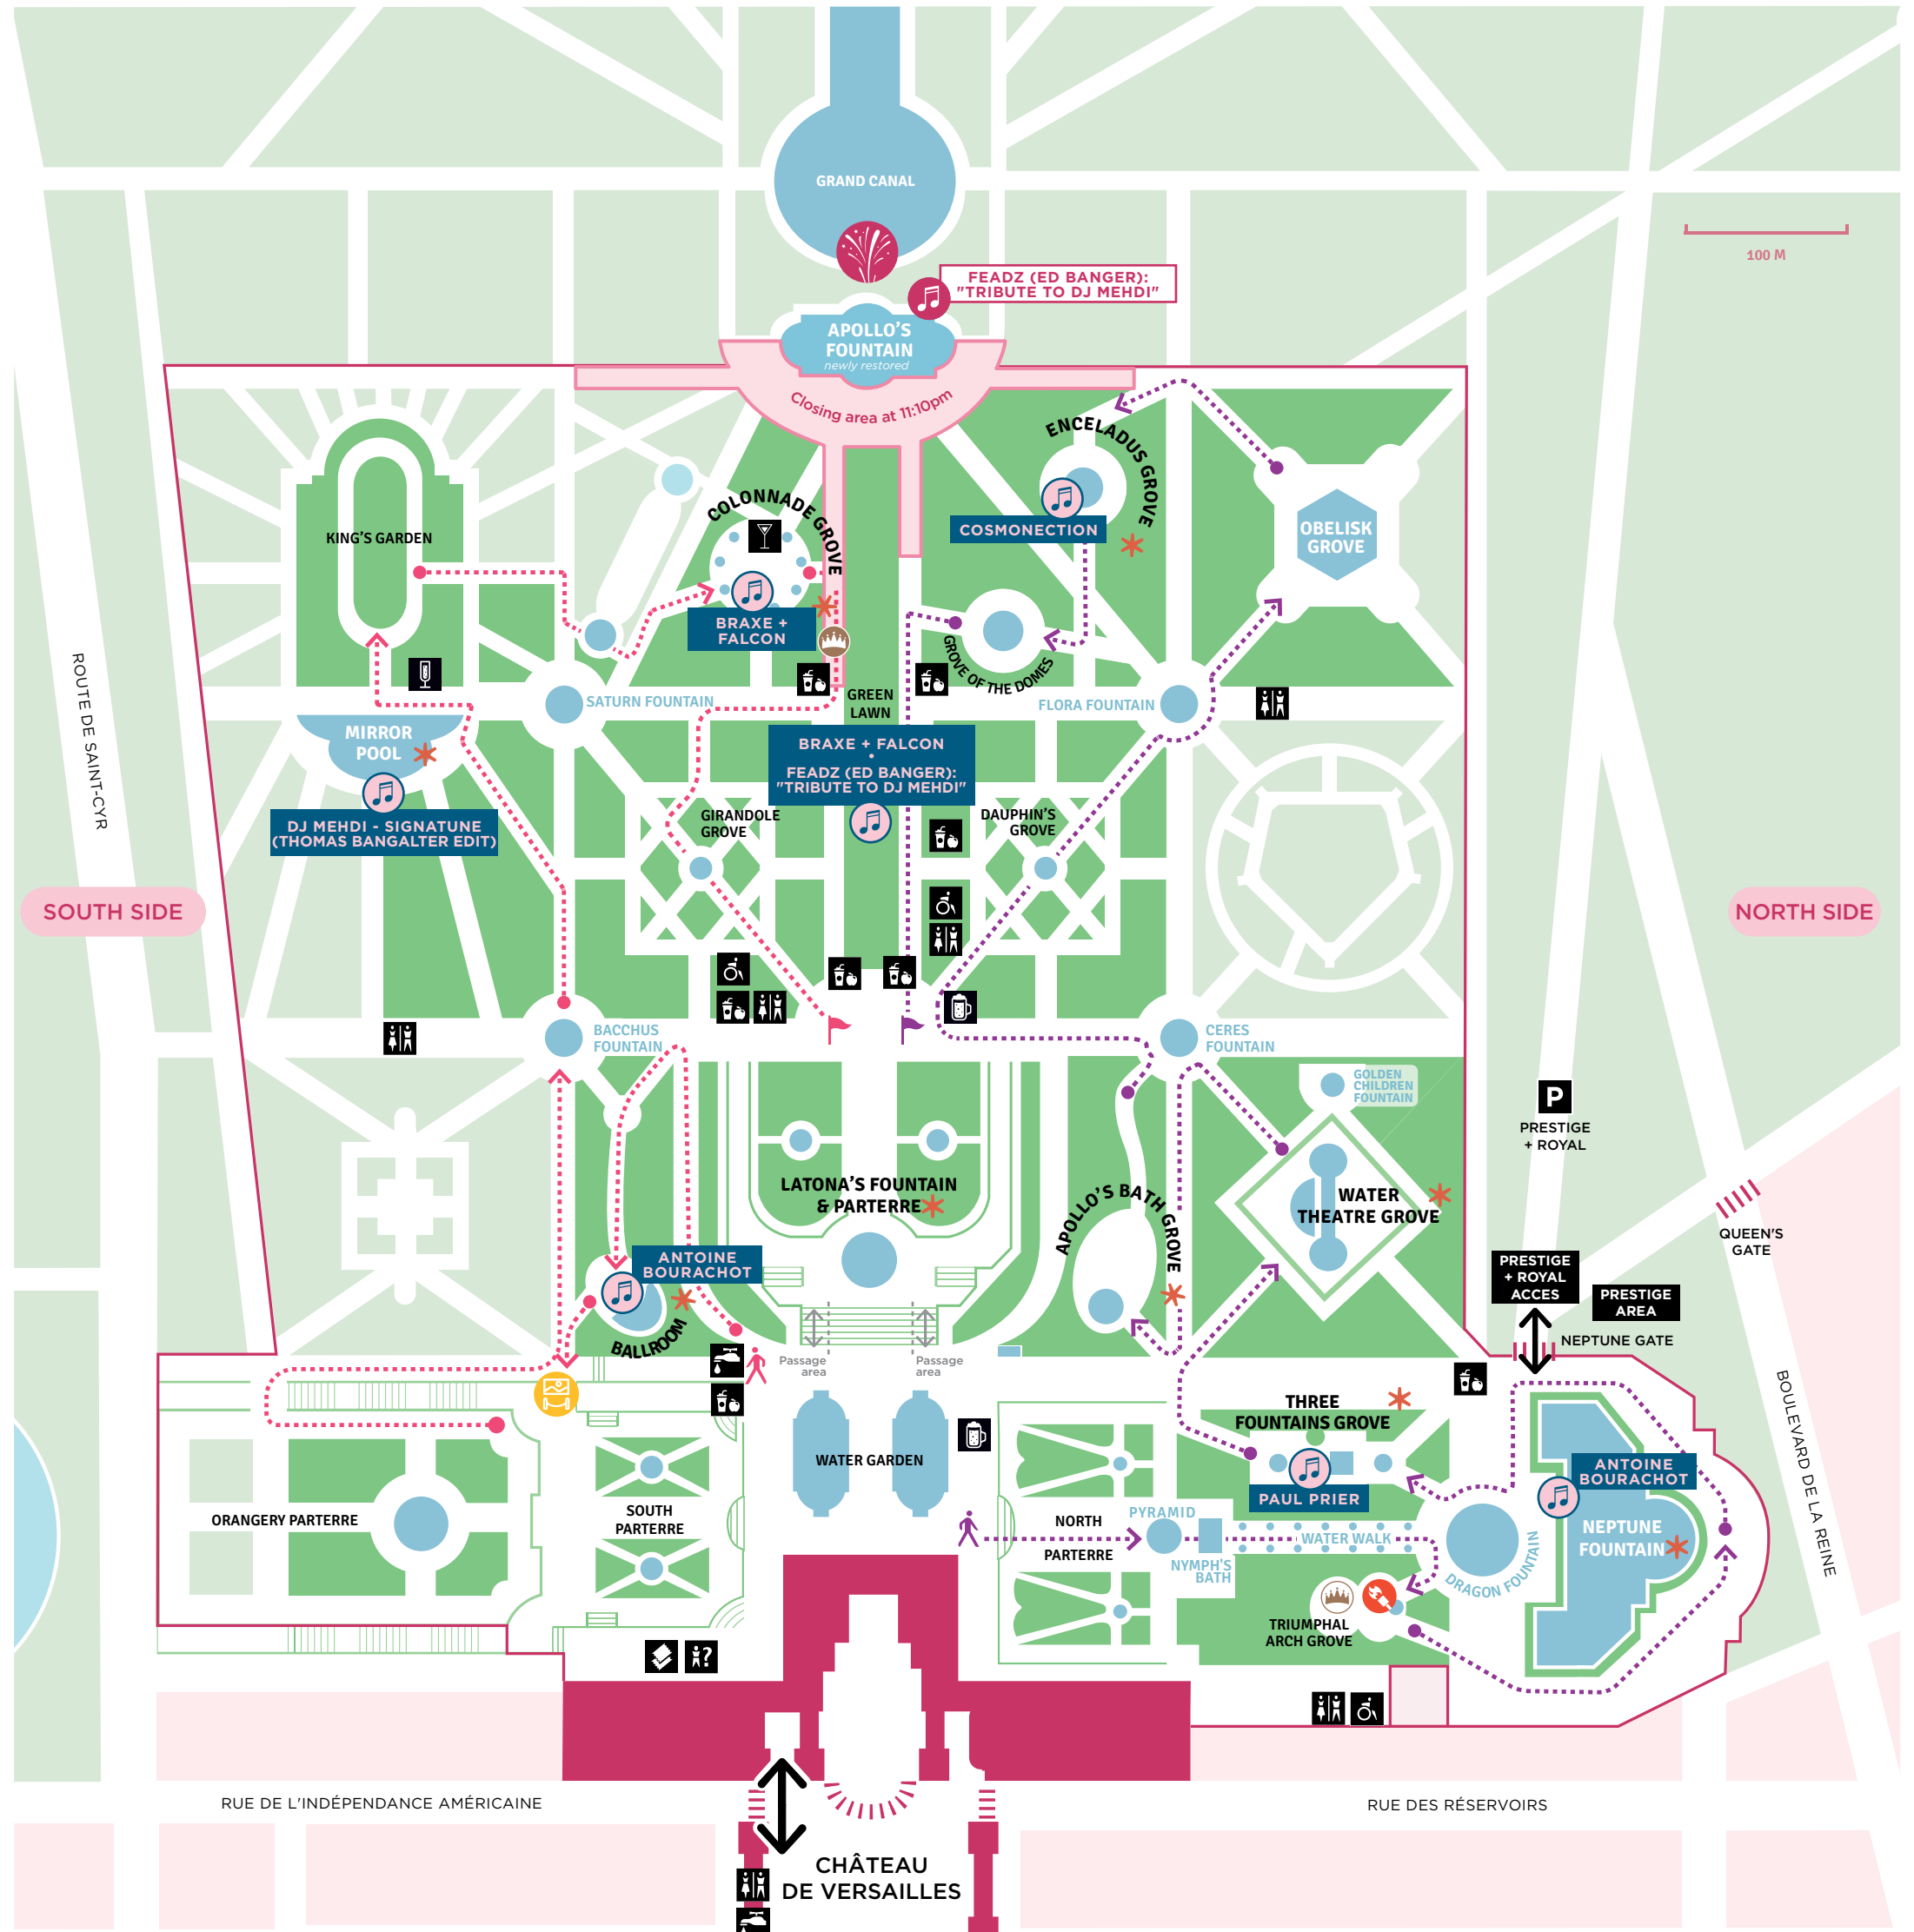 GRAND CANAL
100 M
FEADZ (ED BANGER):
"TRIBUTE TO DJ MEHDI"
APOLLO'S
FOUNTAIN
newly restored
Closing area at 11:10pm
ENCELADUS GROVE
COLONNADE GROVE
KING'S GARDEN
COSMONECTION
OBELISK
GROVE
BRAXE +
FALCON
GROVE OF THE DOMES
ROUTE DE SAINT-CYR
SATURN FOUNTAIN
GREEN
LAWN
FLORA FOUNTAIN
MIRROR
POOL
BRAXE + FALCON
•
FEADZ (ED BANGER):
"TRIBUTE TO DJ MEHDI"
DJ MEHDI - SIGNATUNE
(THOMAS BANGALTER EDIT)
GIRANDOLE
GROVE
DAUPHIN'S
GROVE
SOUTH SIDE
NORTH SIDE
BACCHUS
FOUNTAIN
CERES
FOUNTAIN
GOLDEN
CHILDREN
FOUNTAIN
P
PRESTIGE
+ ROYAL
LATONA'S FOUNTAIN
& PARTERRE
APOLLO'S BATH GROVE
WATER
THEATRE GROVE
QUEEN'S
GATE
ANTOINE
BOURACHOT
PRESTIGE
+ ROYAL
ACCES
PRESTIGE
AREA
BALLROOM
NEPTUNE GATE
Passage
area
Passage
area
BOULEVARD DE LA REINE
THREE
FOUNTAINS GROVE
WATER GARDEN
ANTOINE
BOURACHOT
PAUL PRIER
ORANGERY PARTERRE
SOUTH
PARTERRE
NORTH
PARTERRE
PYRAMID
WATER WALK
NYMPH'S
BATH
DRAGON FOUNTAIN
NEPTUNE
FOUNTAIN
TRIUMPHAL
ARCH GROVE
?
RUE DE L'INDÉPENDANCE AMÉRICAINE
RUE DES RÉSERVOIRS
CHÂTEAU
DE VERSAILLES